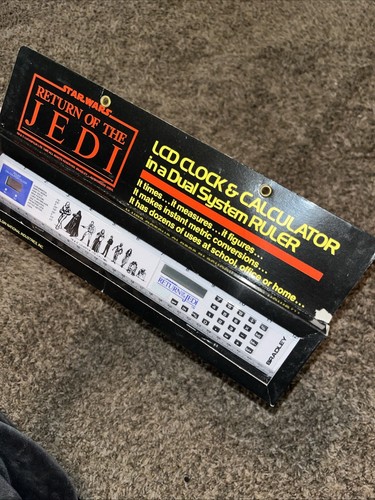 STAR WARS
RETURN OF THE
JEDI
LCD CLOCK & CALCULATOR
in a Dual System RULER
It times...it measures...it figures...
It makes instant metric conversions...
It has dozens of uses at school, office or home...
RETURN OF THE JEDI
BRADLEY